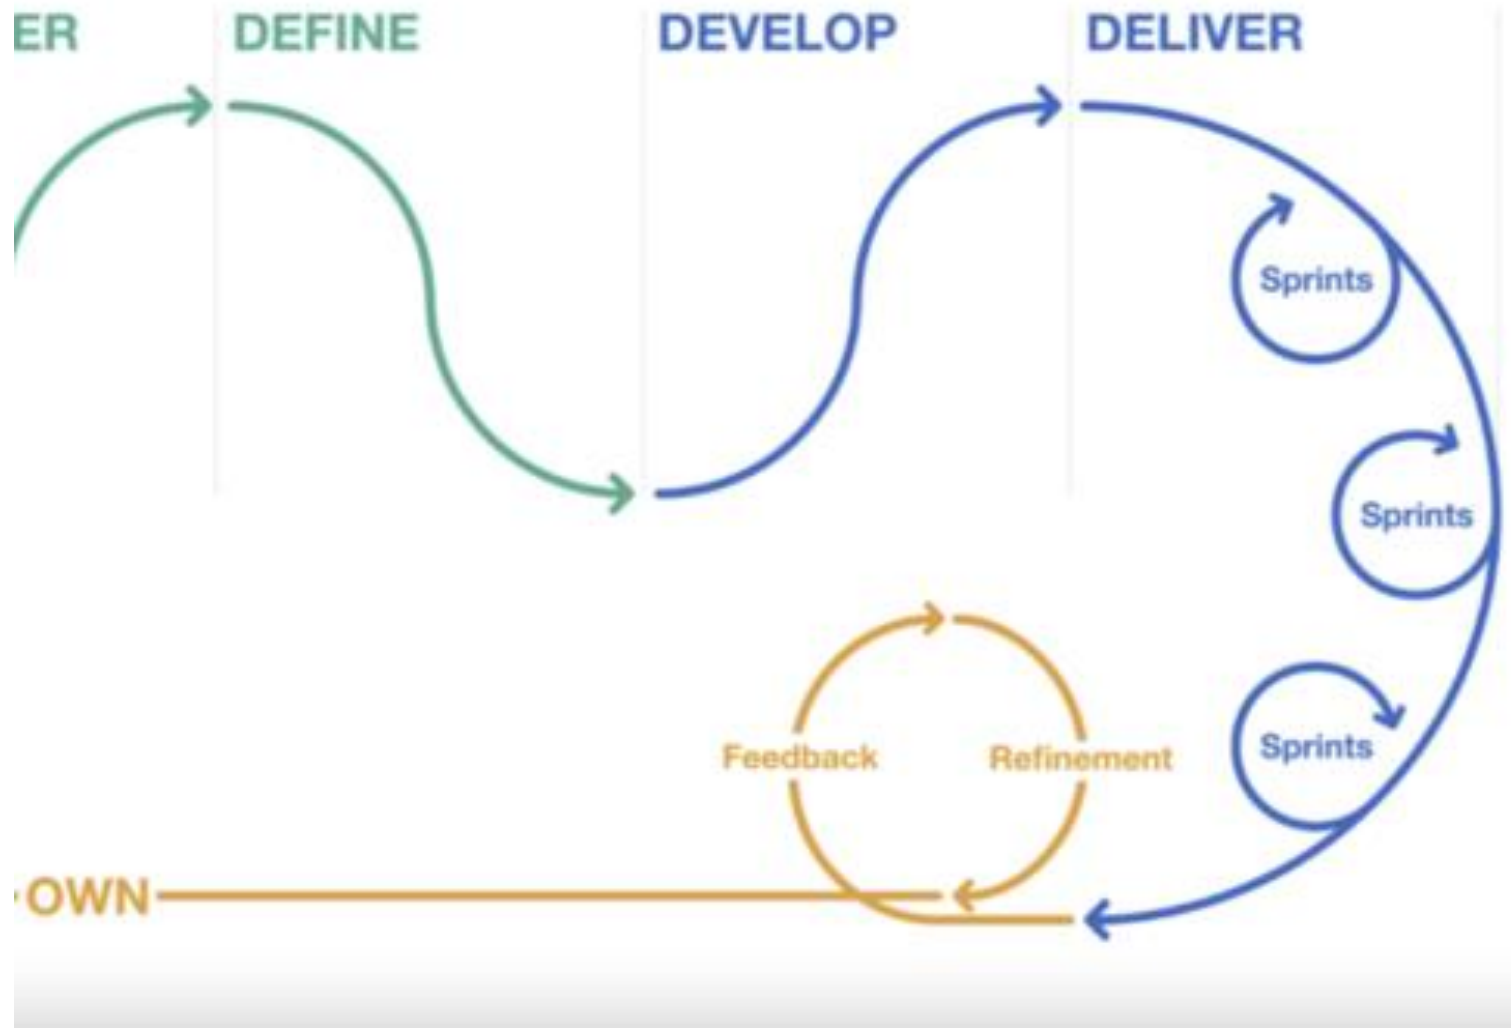 ER
DEFINE
DEVELOP
DELIVER
Sprints
Sprints
Sprints
Feedback
Refinement
OWN